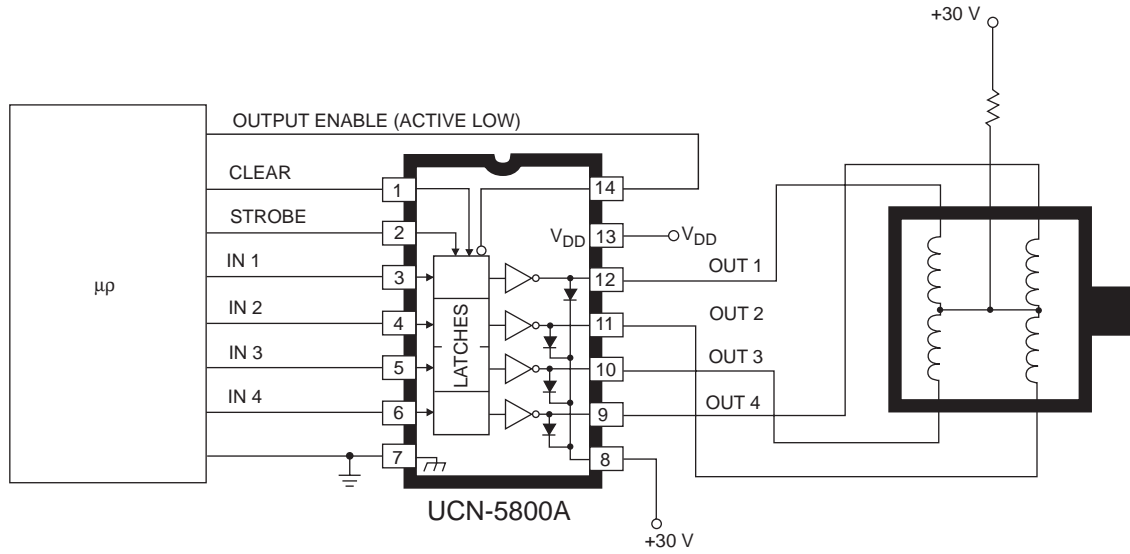 +30 V
OUTPUT ENABLE (ACTIVE LOW)
CLEAR
1
14
STROBE
2
V DD
13
V DD
IN 1
3
12
OUT 1
μρ
IN 2
4
LATCHES
11
OUT 2
IN 3
5
10
OUT 3
IN 4
6
9
OUT 4
7
8
UCN-5800A
+30 V